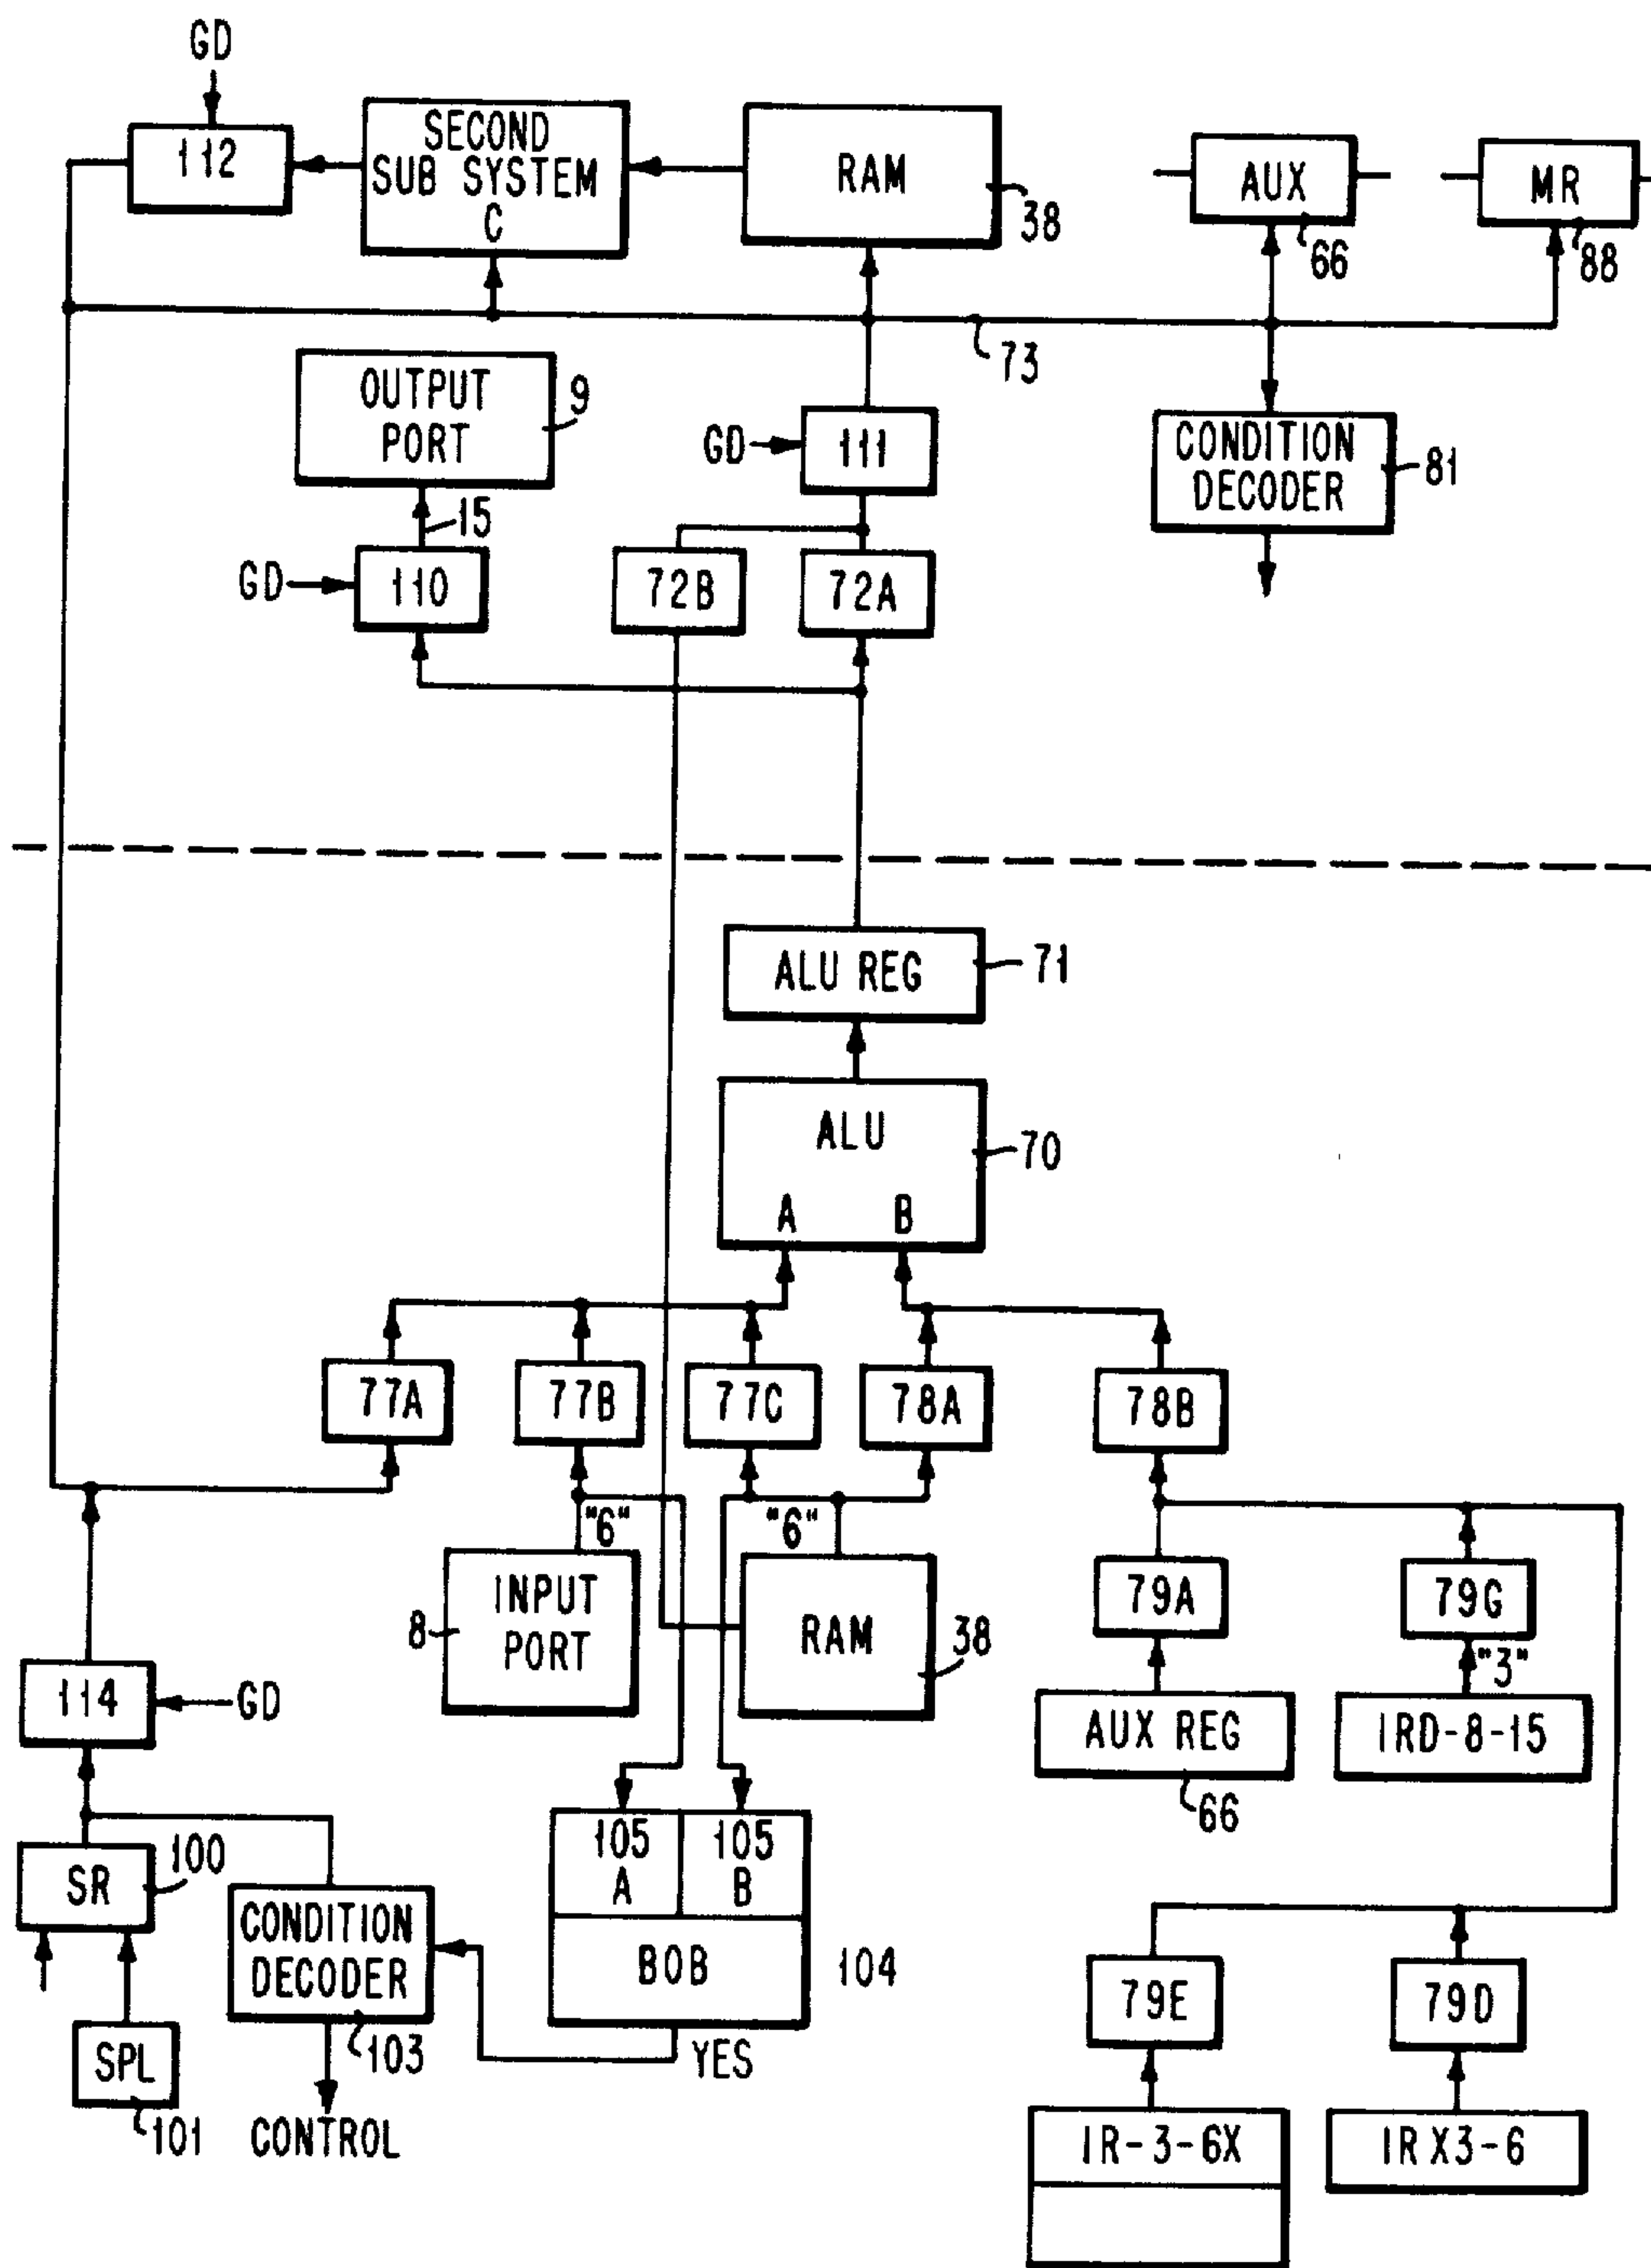 GD
112
SECOND
SUB SYSTEM
C
RAM
38
AUX
66
MR
88
73
OUTPUT
PORT
9
GD
111
CONDITION
DECODER
81
15
GD
110
72B
72A
ALU REG
71
ALU
70
A
B
77A
77B
77C
78A
78B
"6"
"6"
INPUT
PORT
8
RAM
38
79A
79G
"3"
114
GD
AUX REG
66
IRD-8-15
SR
100
105
A
105
B
CONDITION
DECODER
103
BOB
104
79E
79D
SPL
101
YES
CONTROL
IR-3-6X
IR X3-6